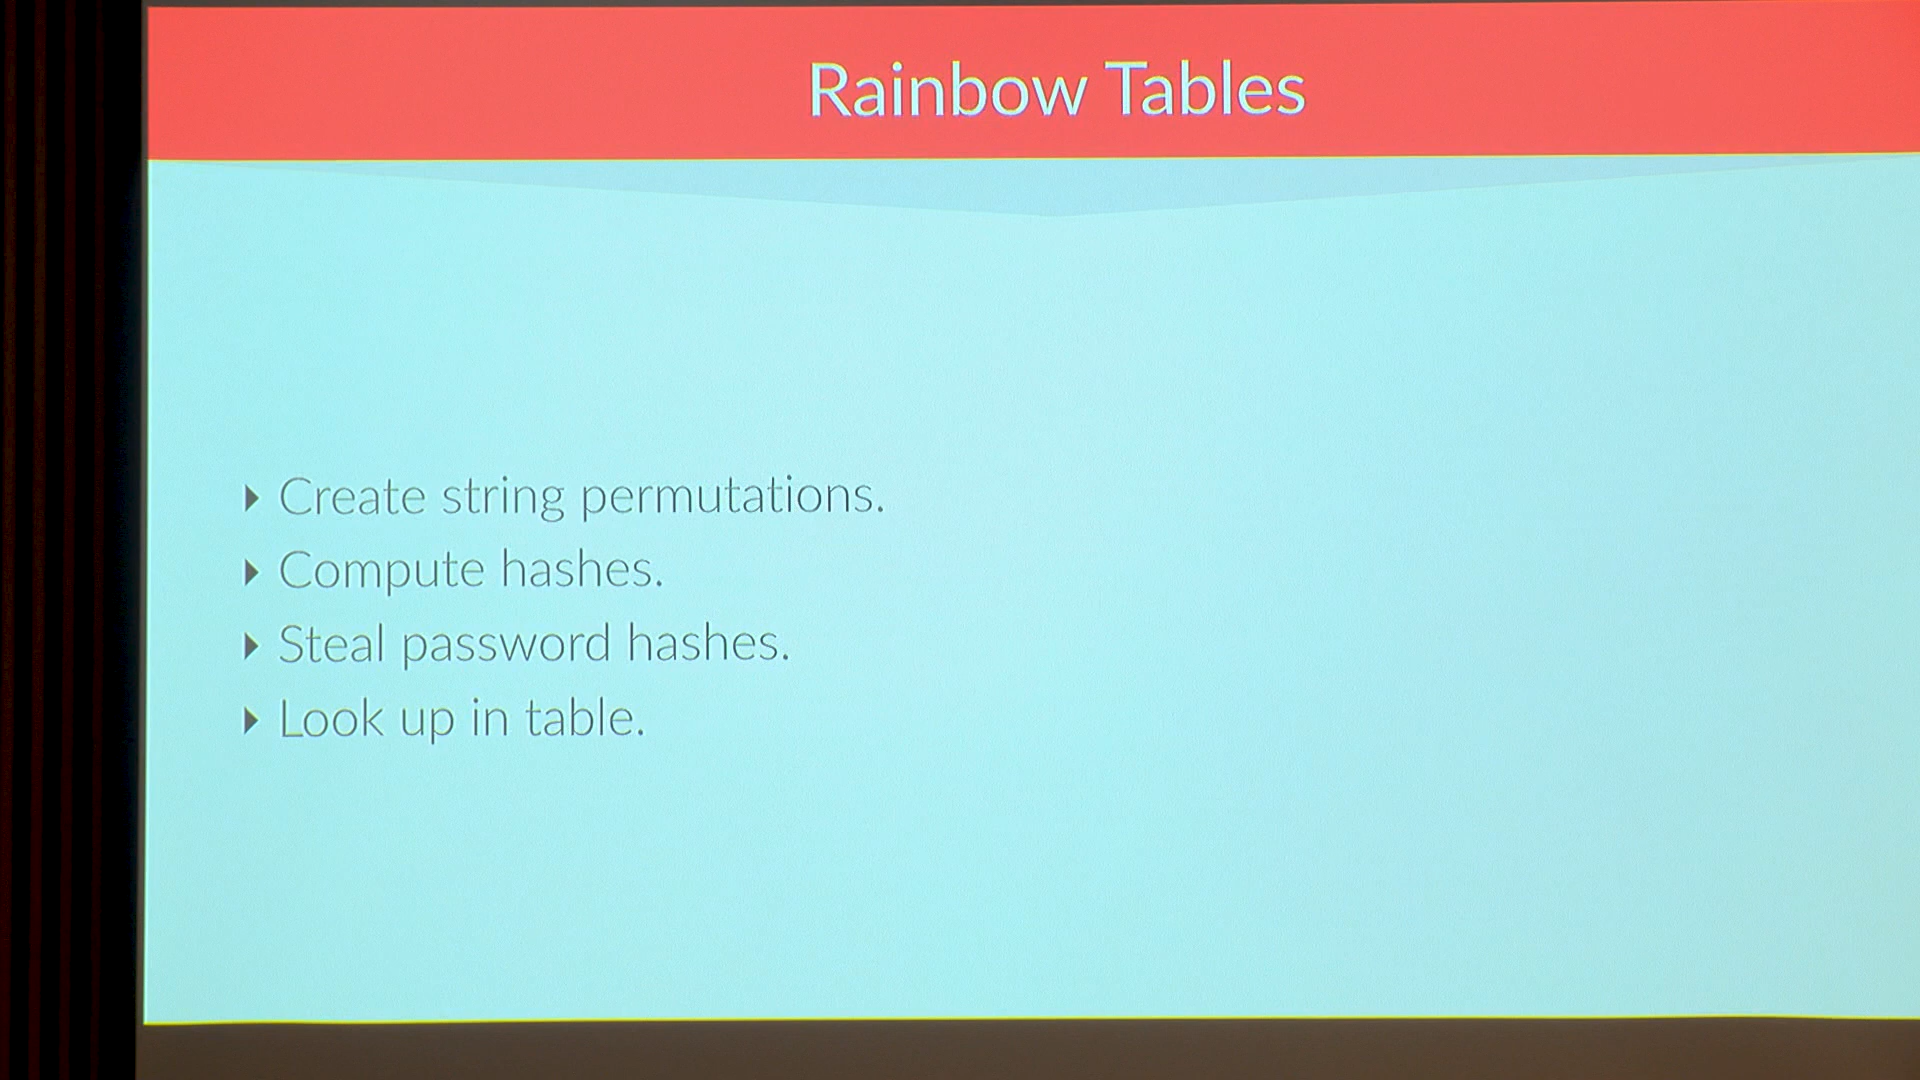 Rainbow Tables
Create string permutations.
Compute hashes.
Steal password hashes.
Look up in table.